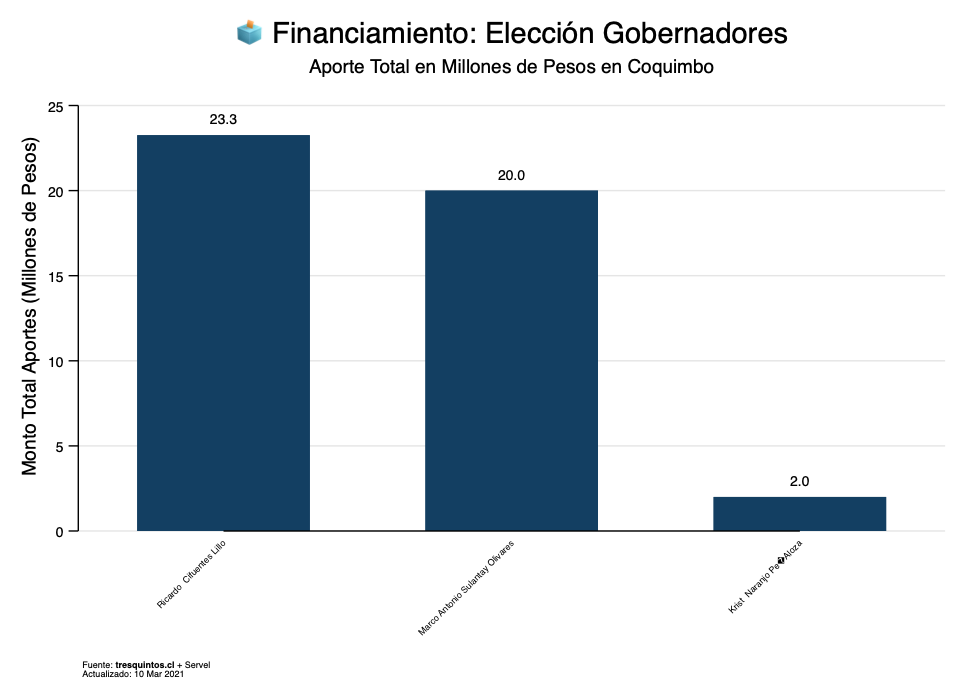 Financiamiento: Elección Gobernadores
Aporte Total en Millones de Pesos en Coquimbo
Monto Total Aportes (Millones de Pesos)
25
20
15
10
5
0
23.3
20.0
2.0
Ricardo Cifuentes Lillo
Marco Antonio Sulantay Olivares
Krist Naranjo Pe�Aloza
Fuente: tresquintos.cl + Servel
Actualizado: 10 Mar 2021